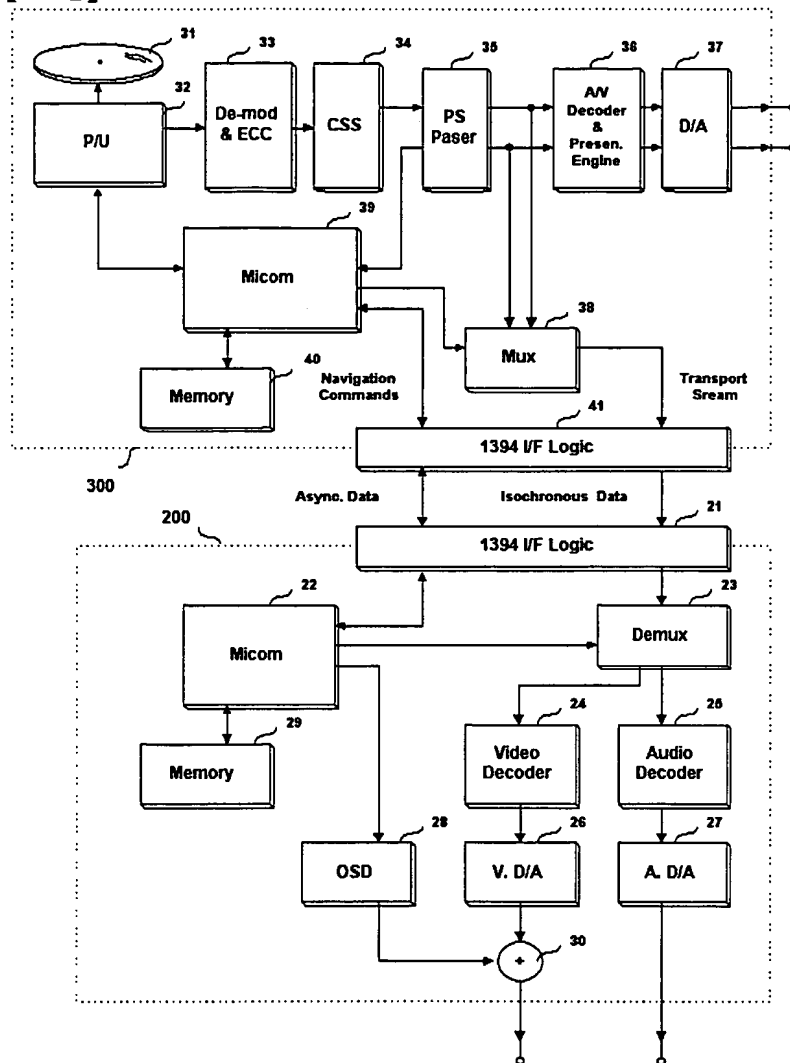 31
32
33
34
35
36
37
P/U
De-mod
& ECC
CSS
PS
Paser
A/V
Decoder
&
Presen.
Engine
D/A
39
Micom
38
Mux
40
Memory
Navigation
Commands
Transport
Sream
41
1394 I/F Logic
300
Async. Data
Isochronous Data
200
21
1394 I/F Logic
22
Micom
23
Demux
29
Memory
24
Video
Decoder
25
Audio
Decoder
28
OSD
26
V. D/A
27
A. D/A
+
30